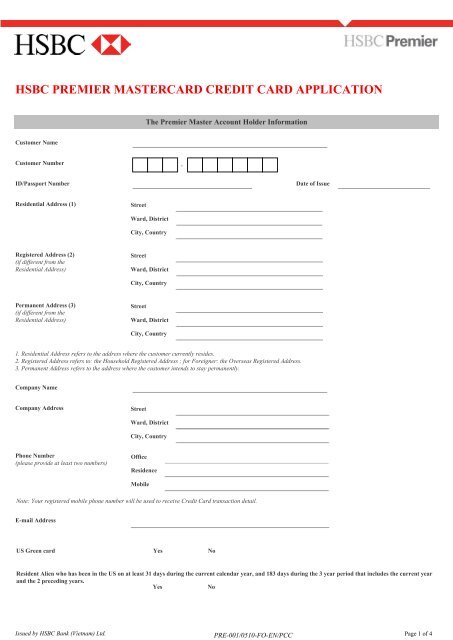 HSBC HSBC Premier
HSBC PREMIER MASTERCARD CREDIT CARD APPLICATION
The Premier Master Account Holder Information
Customer Name
Customer Number -
ID/Passport Number Date of Issue
Residential Address (1) Street
Ward, District
City, Country
Registered Address (2) Street
(if different from the
Residential Address) Ward, District
City, Country
Permanent Address (3) Street
(if different from the
Residential Address) Ward, District
City, Country
1. Residential Address refers to the address where the customer currently resides.
2. Registered Address refers to: the Household Registered Address ; for Foreigner: the Overseas Registered Address.
3. Permanent Address refers to the address where the customer intends to stay permanently.
Company Name
Company Address Street
Ward, District
City, Country
Phone Number Office
(please provide at least two numbers)
Residence
Mobile
Note: Your registered mobile phone number will be used to receive Credit Card transaction detail.
E-mail Address
US Green card Yes No
Resident Alien who has been in the US on at least 31 days during the current calendar year, and 183 days during the 3 year period that includes the current year
and the 2 preceding years.
Yes No
Issued by HSBC Bank (Vietnam) Ltd. PRE-001/0510-FO-EN/PCC Page 1 of 4